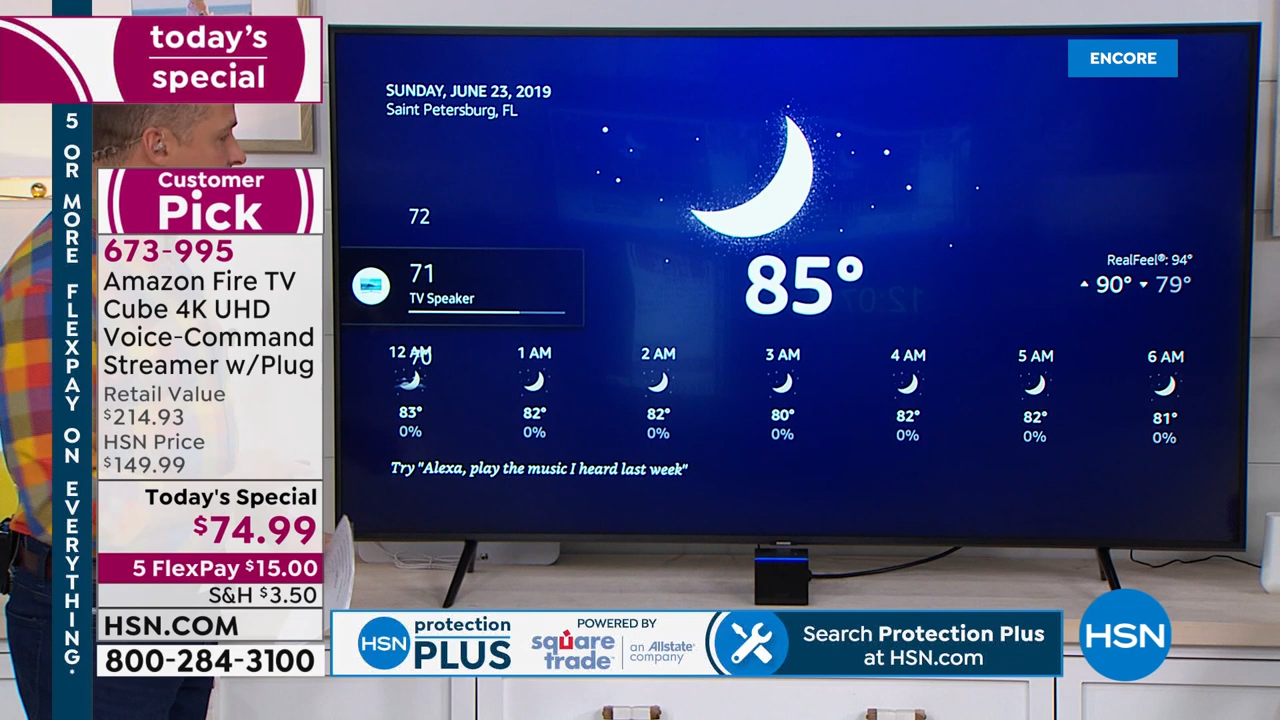 today's
special
5 OR MORE FLEXPAY ON EVERYTHING.
Customer
Pick
673-995
Amazon Fire TV
Cube 4K UHD
Voice-Command
Streamer w/Plug
Retail Value
$214.93
HSN Price
$149.99
Today's Special
$74.99
5 FlexPay $15.00
S&H $3.50
HSN.COM
800-284-3100
ENCORE
SUNDAY, JUNE 23, 2019
Saint Petersburg, FL
72
71
TV Speaker
70
85°
RealFeel®: 94°
90° 79°
12 AM 1 AM 2 AM 3 AM 4 AM 5 AM 6 AM
83° 82° 82° 80° 82° 82° 81°
0% 0% 0% 0% 0% 0% 0%
Try "Alexa, play the music I heard last week"
HSN protection PLUS
POWERED BY
square trade
an Allstate company
Search Protection Plus
at HSN.com
HSN